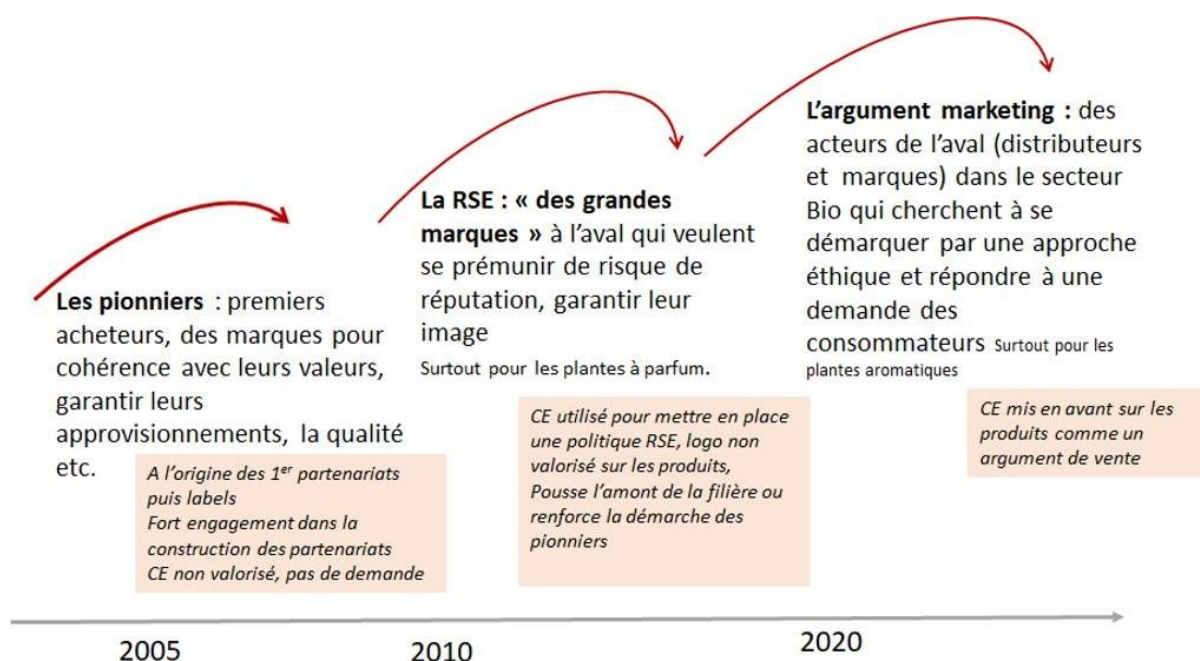 Les pionniers : premiers
acheteurs, des marques pour
cohérence avec leurs valeurs,
garantir leurs
approvisionnements, la qualité
etc.
A l'origine des 1er partenariats
puis labels
Fort engagement dans la
construction des partenariats
CE non valorisé, pas de demande
La RSE : « des grandes
marques » à l'aval qui veulent
se prémunir de risque de
réputation, garantir leur
image
Surtout pour les plantes à parfum.
CE utilisé pour mettre en place
une politique RSE, logo non
valorisé sur les produits,
Pousse l'amont de la filière ou
renforce la démarche des
pionniers
L'argument marketing : des
acteurs de l'aval (distributeurs
et marques) dans le secteur
Bio qui cherchent à se
démarquer par une approche
éthique et répondre à une
demande des
consommateurs Surtout pour les
plantes aromatiques
CE mis en avant sur les
produits comme un
argument de vente
2005
2010
2020